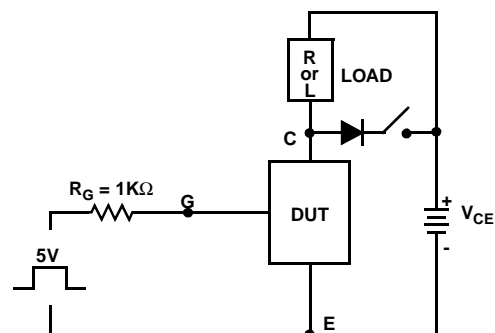 R
or
L
LOAD
C
R_G = 1KΩ
G
DUT
5V
+
V_CE
-
E